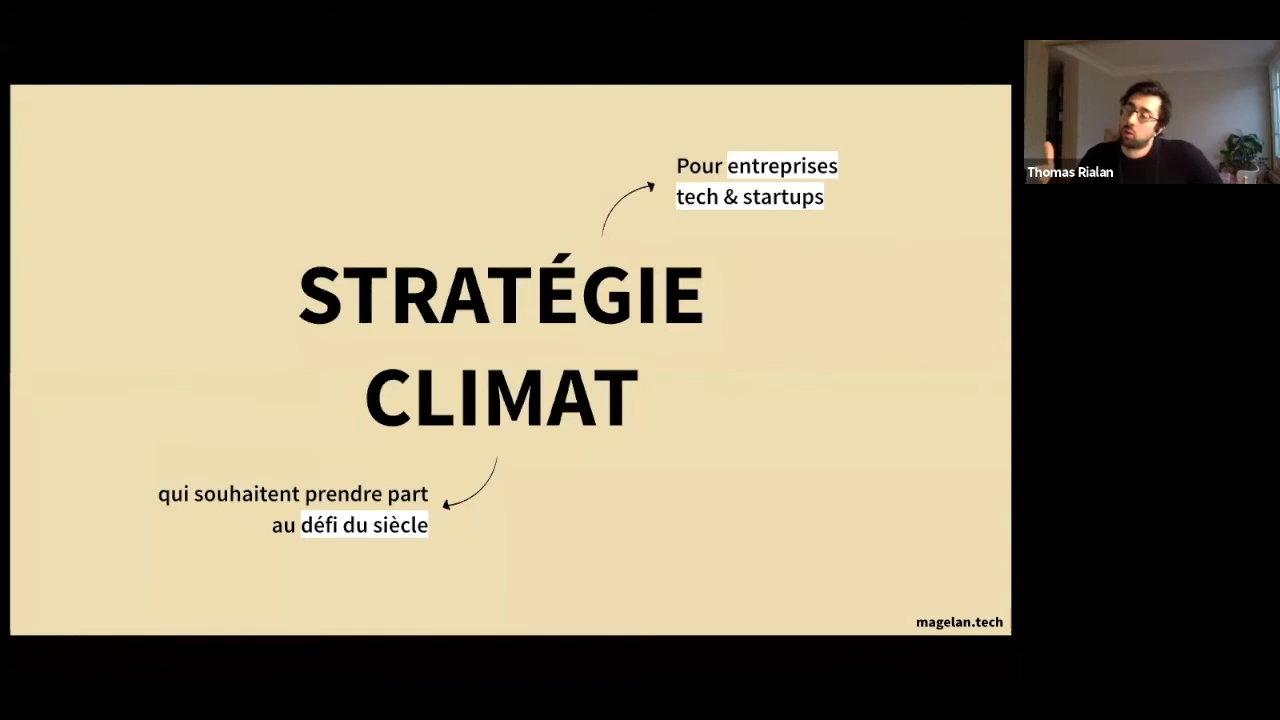 Pour entreprises
tech & startups
STRATÉGIE
CLIMAT
qui souhaitent prendre part
au défi du siècle
magelan.tech
Thomas Rialan